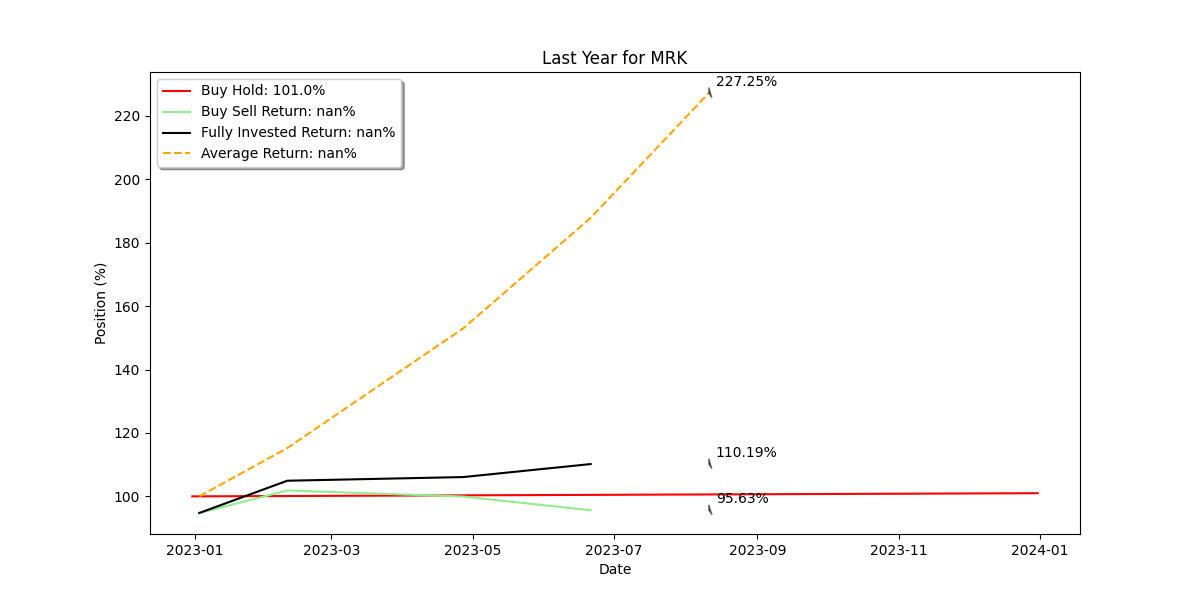 Last Year for MRK
Buy Hold: 101.0%
Buy Sell Return: nan%
Fully Invested Return: nan%
Average Return: nan%
227.25%
110.19%
95.63%
Position (%)
220
200
180
160
140
120
100
2023-01
2023-03
2023-05
2023-07
2023-09
2023-11
2024-01
Date